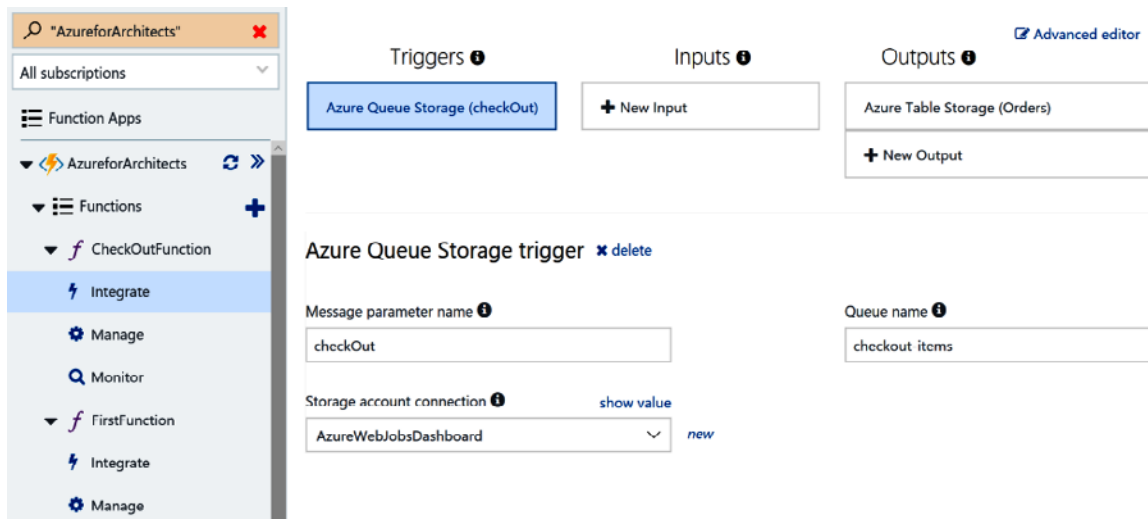 "AzureforArchitects"
All subscriptions
Function Apps
AzureforArchitects
Functions
CheckOutFunction
Integrate
Manage
Monitor
FirstFunction
Integrate
Manage
Advanced editor
Triggers
Inputs
Outputs
Azure Queue Storage (checkOut)
New Input
Azure Table Storage (Orders)
New Output
Azure Queue Storage trigger
delete
Message parameter name
Queue name
checkOut
checkout-items
Storage account connection
show value
AzureWebJobsDashboard
new